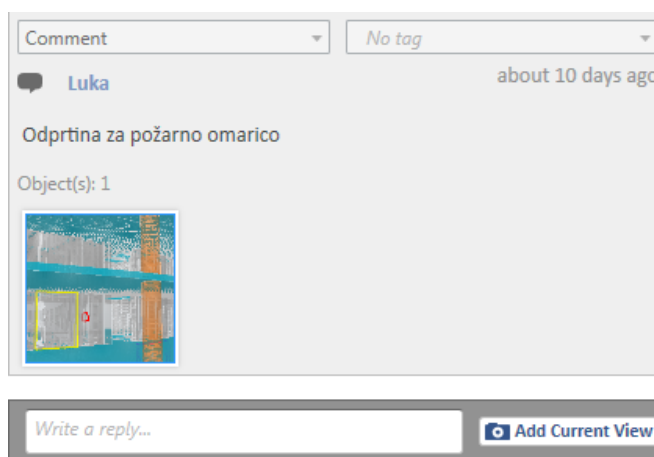 Comment
No tag
Luka
about 10 days ago
Odprtina za požarno omarico
Object(s): 1
Write a reply...
Add Current View